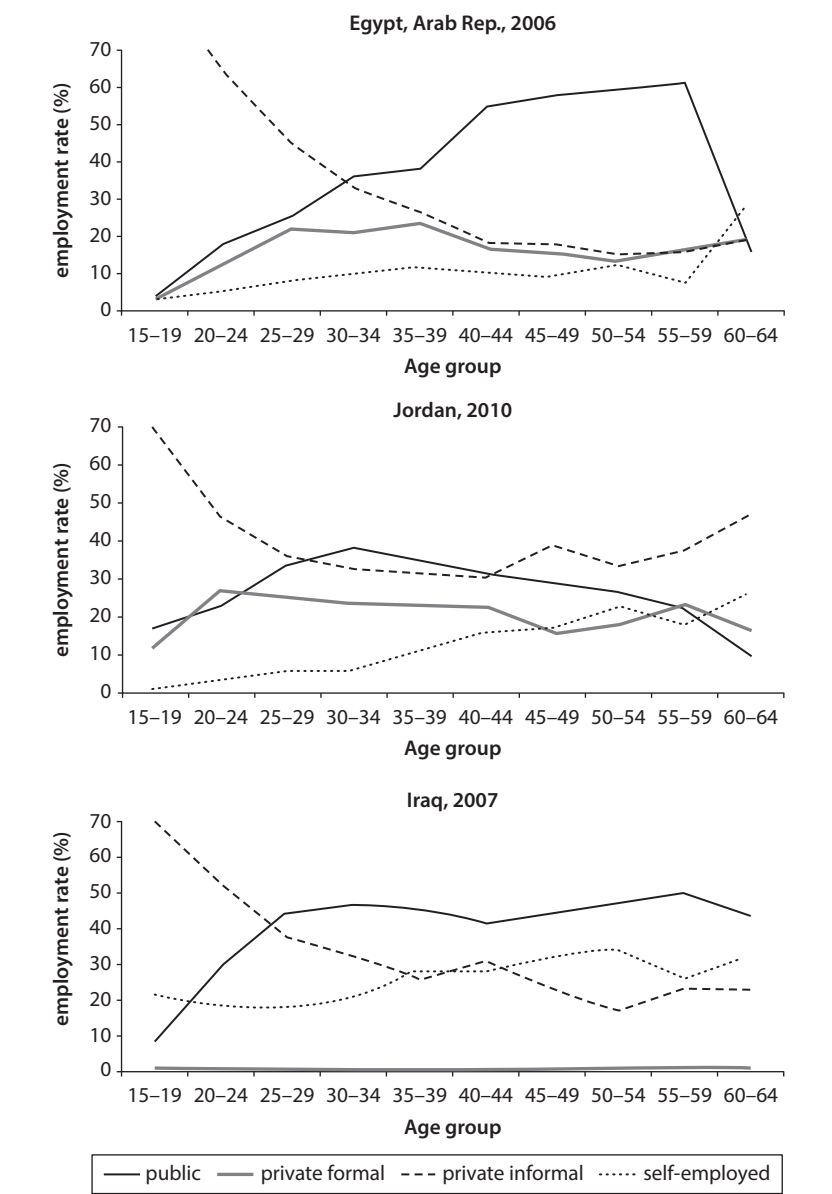 Egypt, Arab Rep., 2006
employment rate (%)
70
60
50
40
30
20
10
0
15–19 20–24 25–29 30–34 35–39 40–44 45–49 50–54 55–59 60–64
Age group
Jordan, 2010
employment rate (%)
70
60
50
40
30
20
10
0
15–19 20–24 25–29 30–34 35–39 40–44 45–49 50–54 55–59 60–64
Age group
Iraq, 2007
employment rate (%)
70
60
50
40
30
20
10
0
15–19 20–24 25–29 30–34 35–39 40–44 45–49 50–54 55–59 60–64
Age group
public private formal private informal self-employed